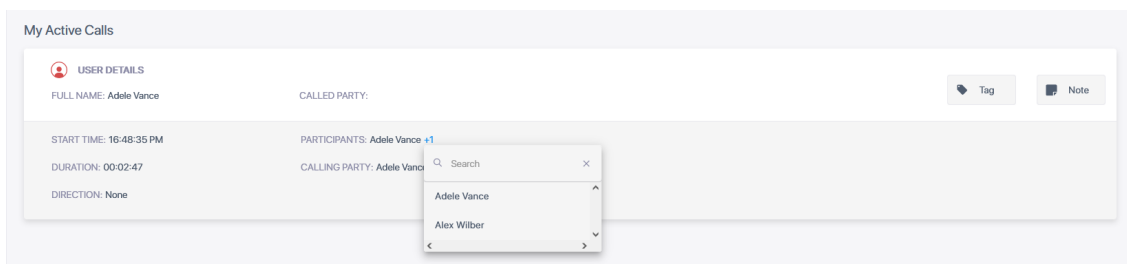 My Active Calls
USER DETAILS
FULL NAME: Adele Vance
CALLED PARTY:
Tag
Note
START TIME: 16:48:35 PM
PARTICIPANTS: Adele Vance +1
DURATION: 00:02:47
CALLING PARTY: Adele Vance
DIRECTION: None
Search
Adele Vance
Alex Wilber